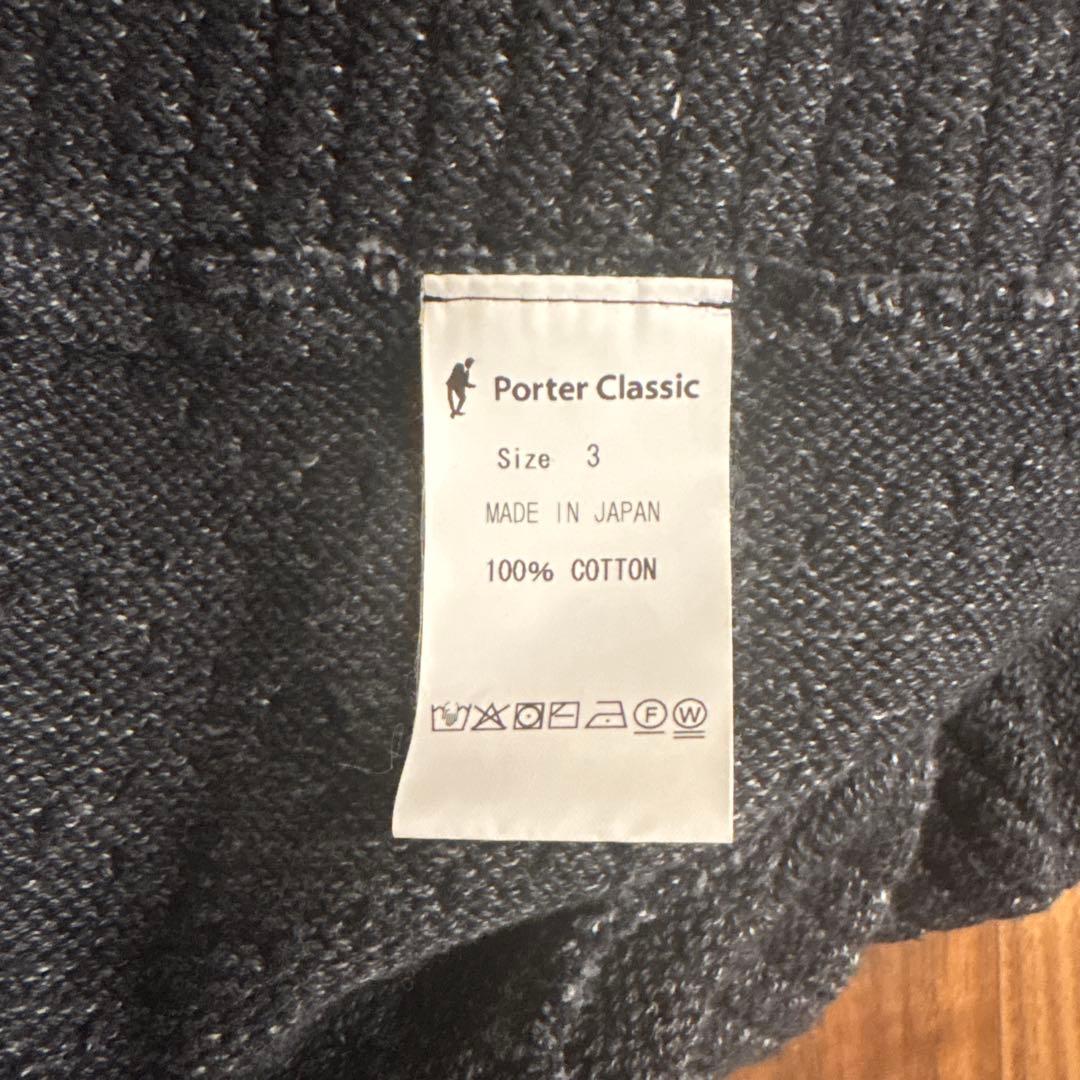 Porter Classic
Size 3
MADE IN JAPAN
100% COTTON
F W